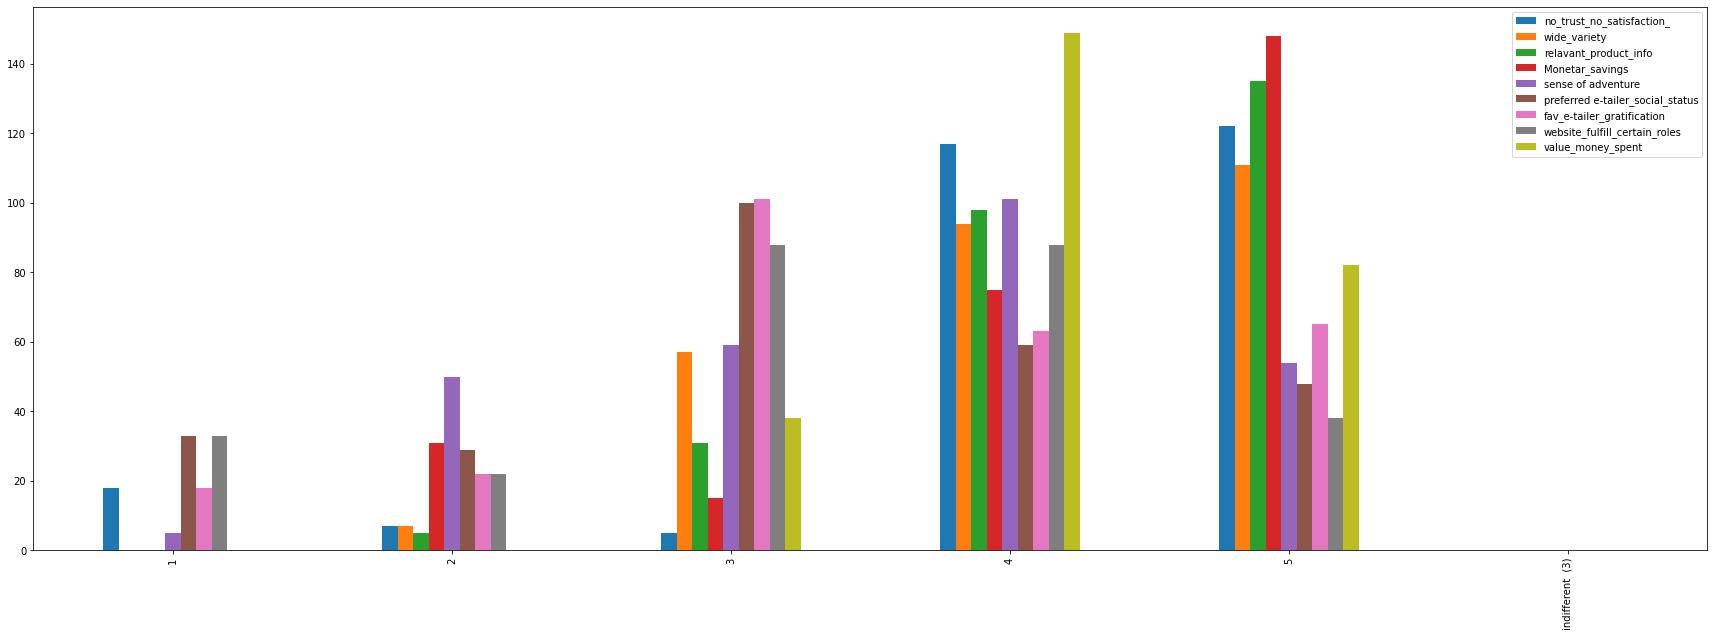 140
120
100
80
60
40
20
0
no_trust_no_satisfaction_
wide_variety
relavant_product_info
Monetar_savings
sense of adventure
preferred e-tailer_social_status
fav_e-tailer_gratification
website_fulfill_certain_roles
value_money_spent
1
2
3
4
5
indifferent  (3)